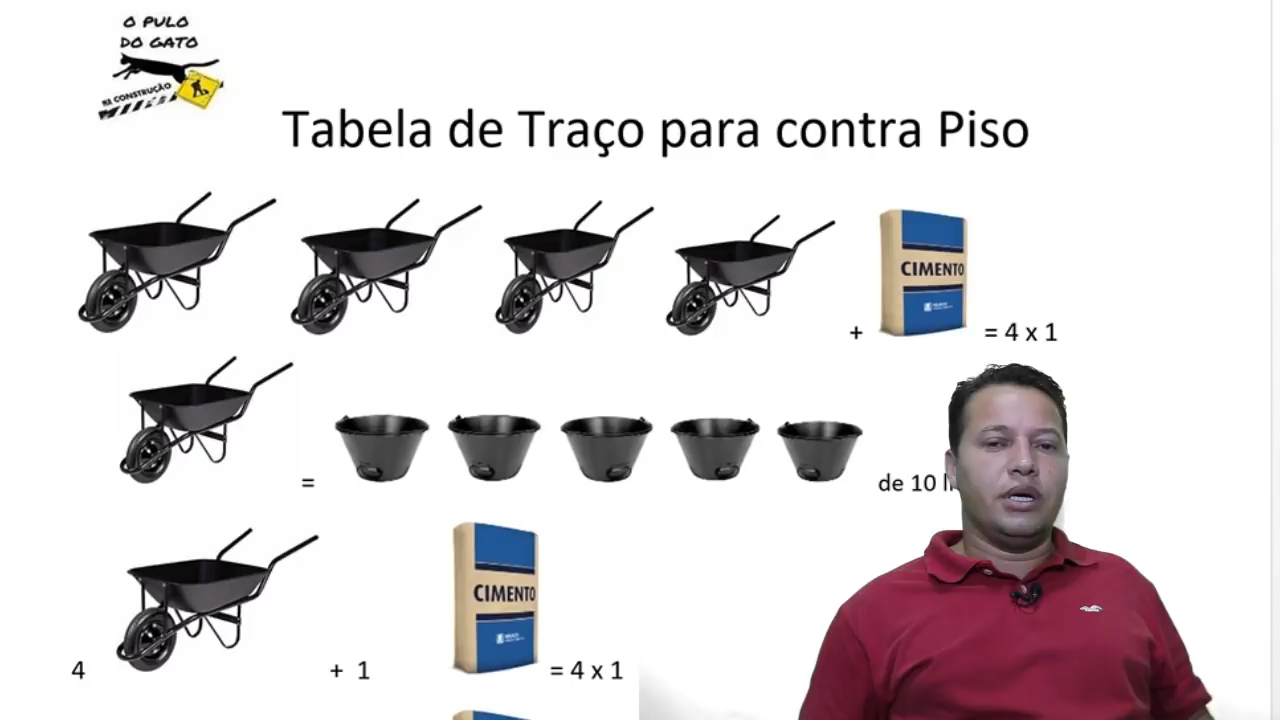 O PULO
DO GATO
NA CONSTRUÇÃO
Tabela de Traço para contra Piso
CIMENTO
+ = 4 x 1
= de 10 l
CIMENTO
4 + 1 = 4 x 1